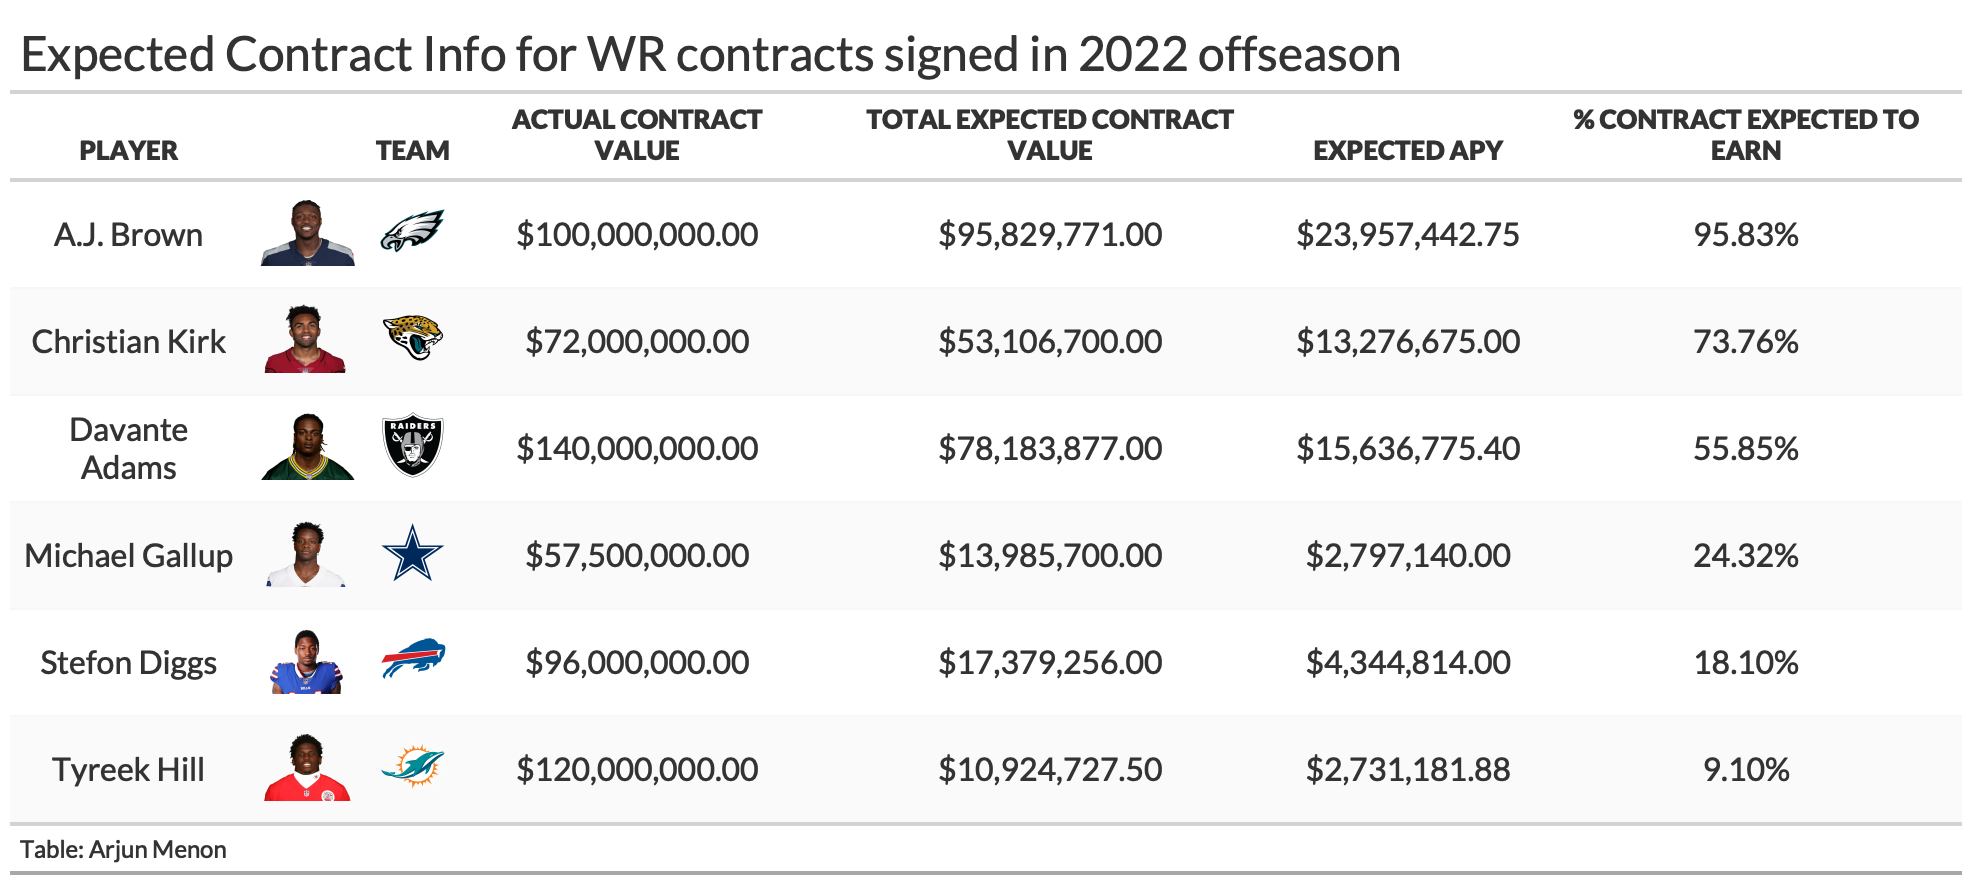 Expected Contract Info for WR contracts signed in 2022 offseason
PLAYER TEAM ACTUAL CONTRACT VALUE TOTAL EXPECTED CONTRACT VALUE EXPECTED APY % CONTRACT EXPECTED TO EARN
A.J. Brown $100,000,000.00 $95,829,771.00 $23,957,442.75 95.83%
Christian Kirk $72,000,000.00 $53,106,700.00 $13,276,675.00 73.76%
Davante Adams RAIDERS $140,000,000.00 $78,183,877.00 $15,636,775.40 55.85%
Michael Gallup $57,500,000.00 $13,985,700.00 $2,797,140.00 24.32%
Stefon Diggs $96,000,000.00 $17,379,256.00 $4,344,814.00 18.10%
Tyreek Hill $120,000,000.00 $10,924,727.50 $2,731,181.88 9.10%
Table: Arjun Menon